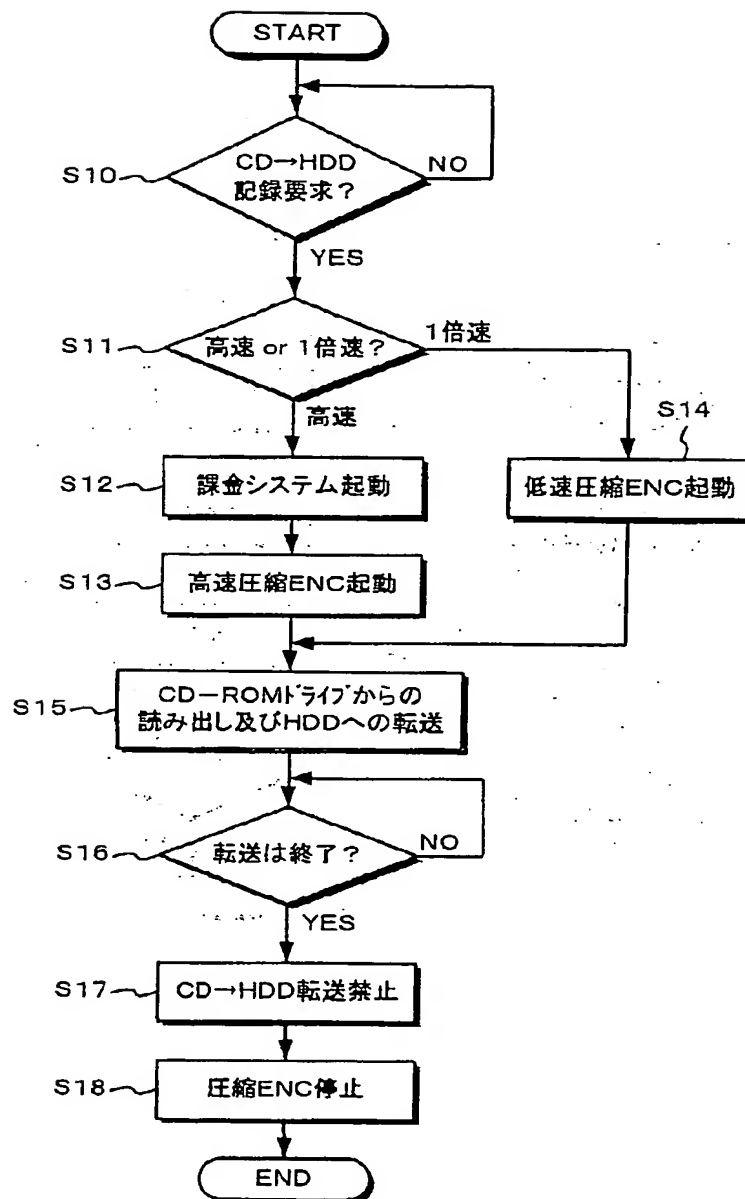 START
S10
CD→HDD
記録要求？
NO
YES
S11
高速 or 1倍速？
1倍速
高速
S14
S12
課金システム起動
低速圧縮ENC起動
S13
高速圧縮ENC起動
S15
CD－ROMﾄﾞﾗｲﾌﾞからの
読み出し及びHDDへの転送
S16
転送は終了？
NO
YES
S17
CD→HDD転送禁止
S18
圧縮ENC停止
END